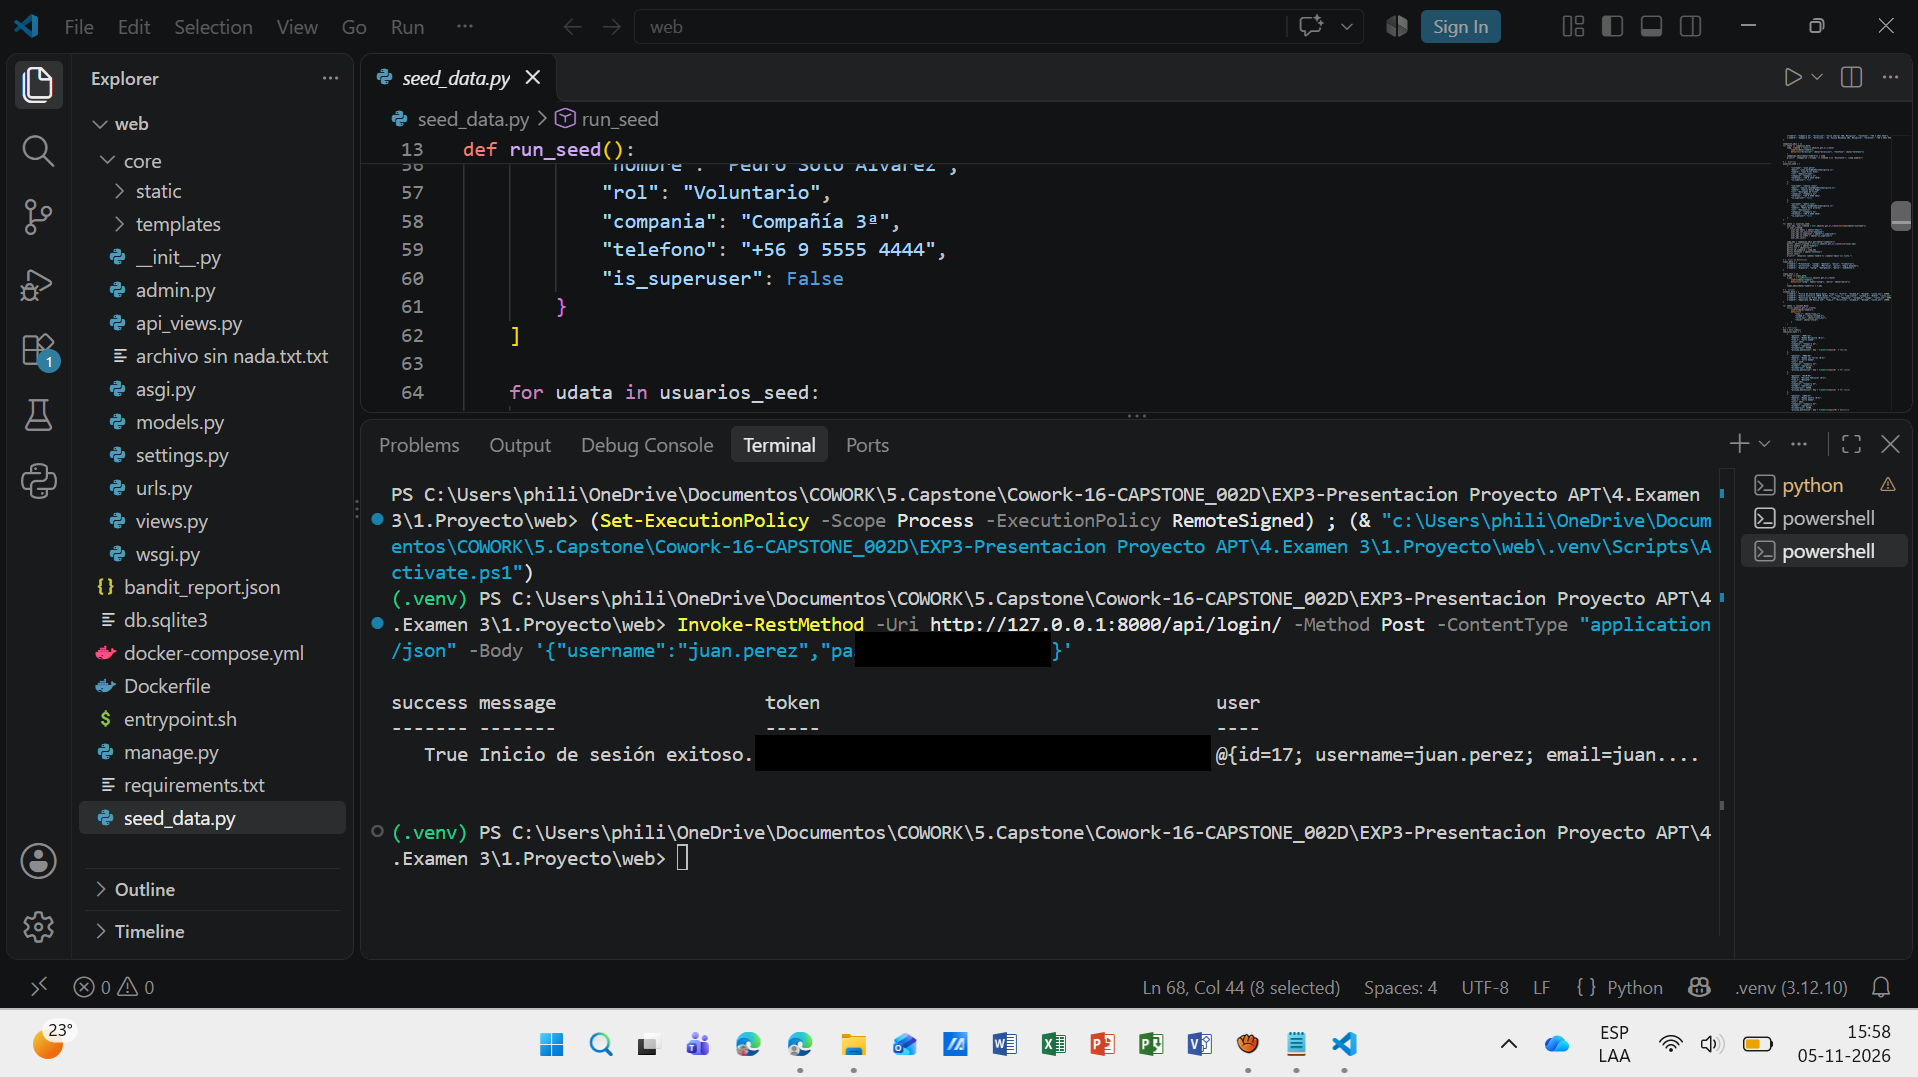 File Edit Selection View Go Run ...
web
Sign In
Explorer
web
core
static
templates
__init__.py
admin.py
api_views.py
archivo sin nada.txt.txt
asgi.py
models.py
settings.py
urls.py
views.py
wsgi.py
bandit_report.json
db.sqlite3
docker-compose.yml
Dockerfile
entrypoint.sh
manage.py
requirements.txt
seed_data.py
Outline
Timeline
1
seed_data.py
seed_data.py > run_seed
13 def run_seed():
56 "nombre": "Pedro Soto Alvarez",
57 "rol": "Voluntario",
58 "compania": "Compañía 3ª",
59 "telefono": "+56 9 5555 4444",
60 "is_superuser": False
61 }
62 ]
63
64 for udata in usuarios_seed:
Problems Output Debug Console Terminal Ports
PS C:\Users\phili\OneDrive\Documentos\COWORK\5.Capstone\Cowork-16-CAPSTONE_002D\EXP3-Presentacion Proyecto APT\4.Examen
3\1.Proyecto\web> (Set-ExecutionPolicy -Scope Process -ExecutionPolicy RemoteSigned) ; (& "c:\Users\phili\OneDrive\Docum
entos\COWORK\5.Capstone\Cowork-16-CAPSTONE_002D\EXP3-Presentacion Proyecto APT\4.Examen 3\1.Proyecto\web\.venv\Scripts\A
ctivate.ps1")
(.venv) PS C:\Users\phili\OneDrive\Documentos\COWORK\5.Capstone\Cowork-16-CAPSTONE_002D\EXP3-Presentacion Proyecto APT\4
.Examen 3\1.Proyecto\web> Invoke-RestMethod -Uri http://127.0.0.1:8000/api/login/ -Method Post -ContentType "application
/json" -Body '{"username":"juan.perez","pa }'
success message token user
------- ------- ----- ----
True Inicio de sesión exitoso. @{id=17; username=juan.perez; email=juan....
(.venv) PS C:\Users\phili\OneDrive\Documentos\COWORK\5.Capstone\Cowork-16-CAPSTONE_002D\EXP3-Presentacion Proyecto APT\4
.Examen 3\1.Proyecto\web>
python
powershell
powershell
0 0
Ln 68, Col 44 (8 selected) Spaces: 4 UTF-8 LF { } Python .venv (3.12.10)
23°
ESP
LAA
15:58
05-11-2026